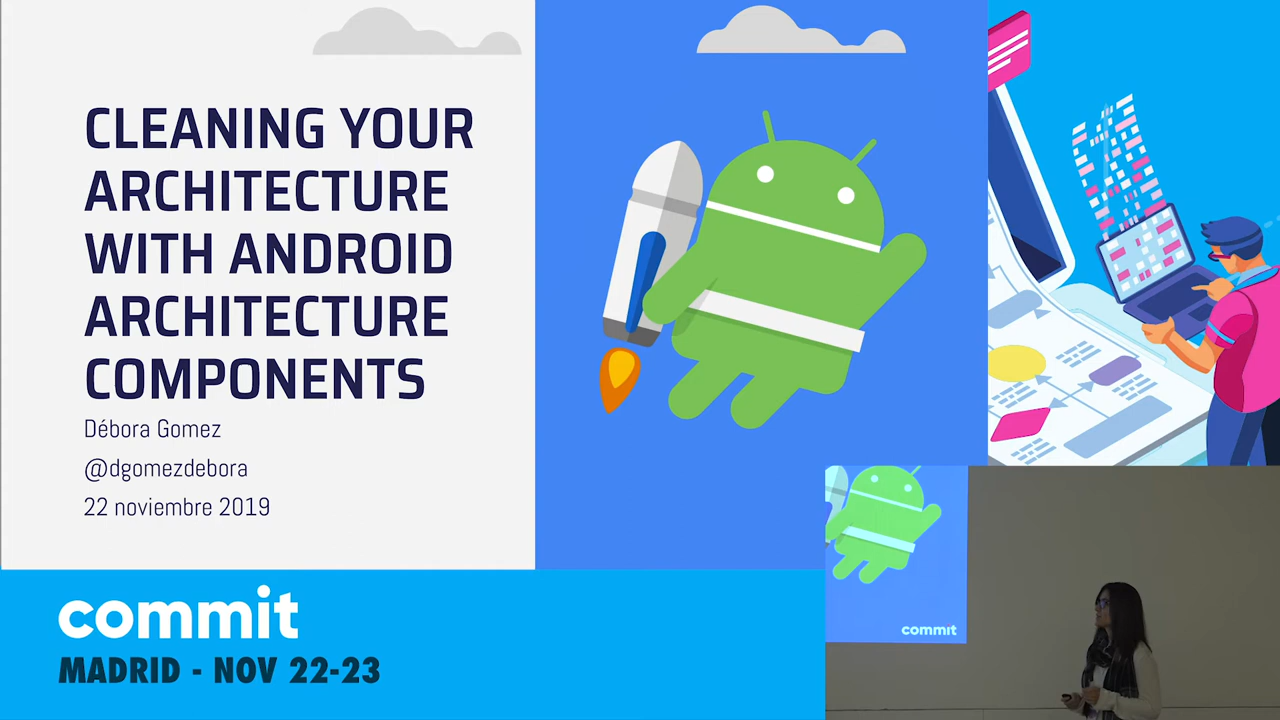 CLEANING YOUR
ARCHITECTURE
WITH ANDROID
ARCHITECTURE
COMPONENTS
Débora Gomez
@dgomezdebora
22 noviembre 2019
commit
MADRID - NOV 22-23
commit